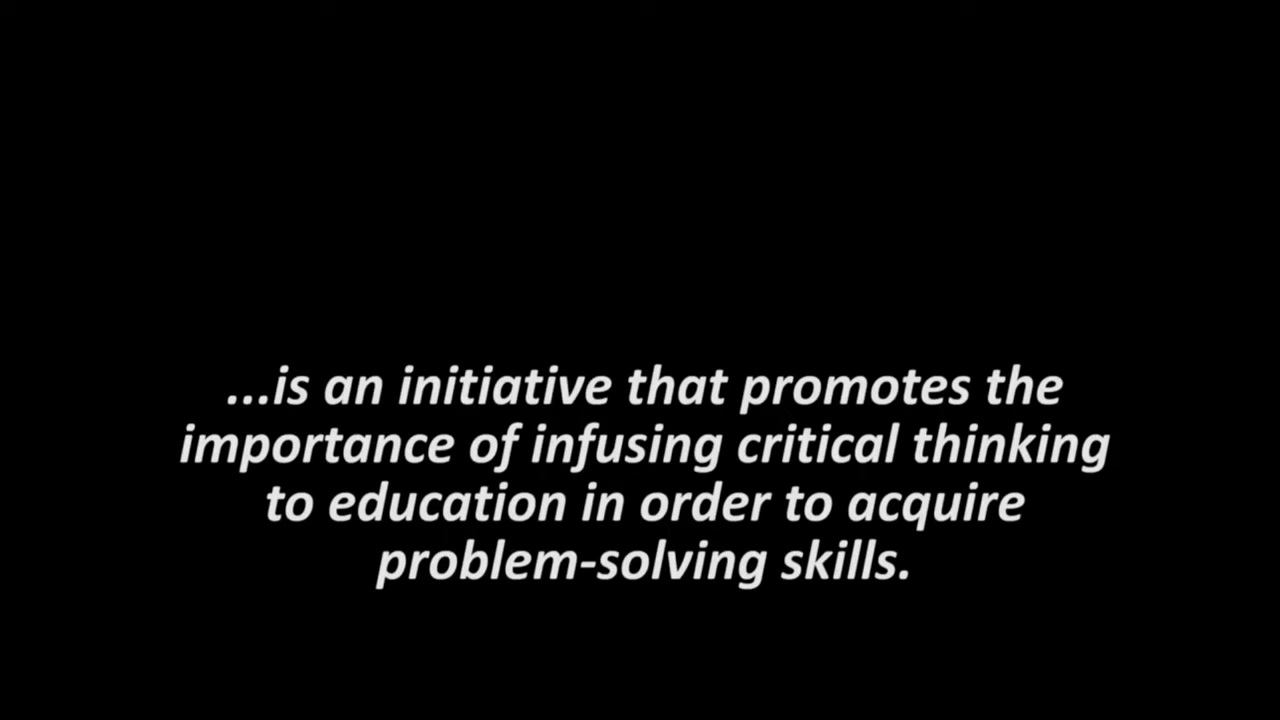 ...is an initiative that promotes the
importance of infusing critical thinking
to education in order to acquire
problem-solving skills.